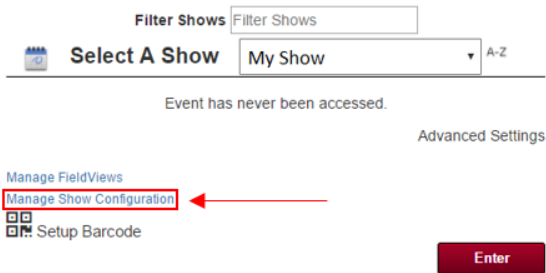 Filter Shows Filter Shows
Select A Show My Show A-Z
Event has never been accessed.
Advanced Settings
Manage FieldViews
Manage Show Configuration
Setup Barcode
Enter